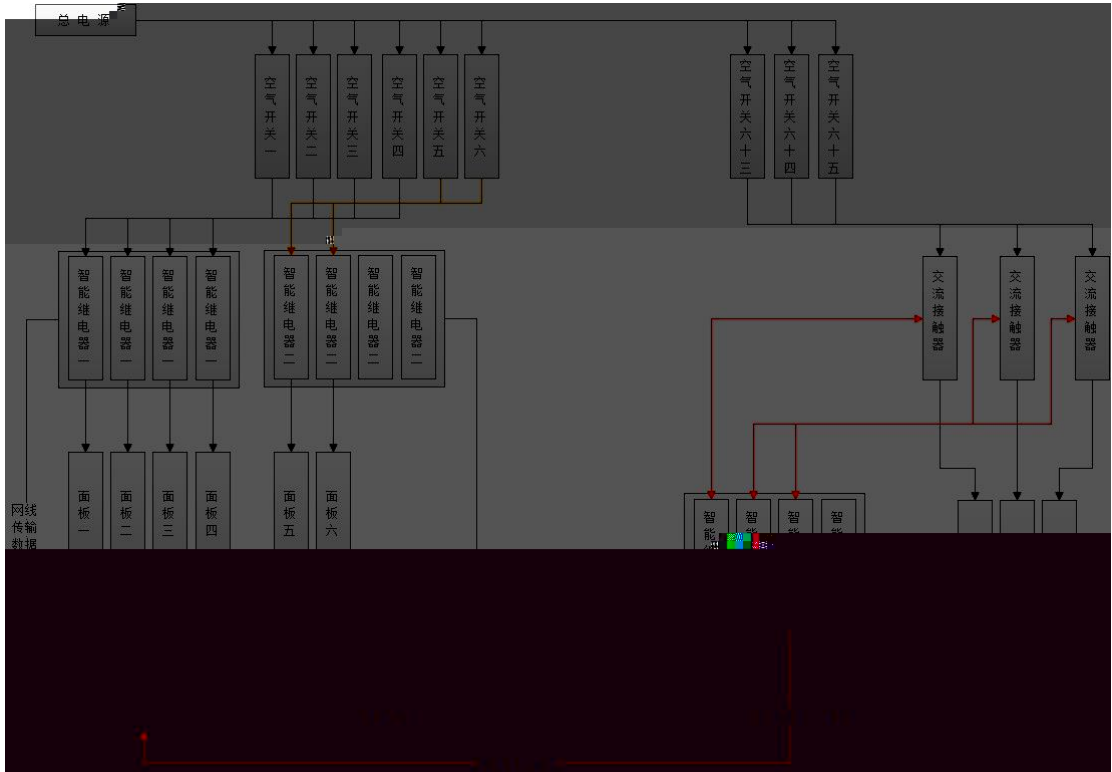 总电源
空气开关一
空气开关二
空气开关三
空气开关四
空气开关五
空气开关六
空气开关六十三
空气开关六十四
空气开关六十五
智能继电器一
智能继电器一
智能继电器一
智能继电器一
智能继电器二
智能继电器二
智能继电器二
智能继电器二
交流接触器
交流接触器
交流接触器
面板一
面板二
面板三
面板四
面板五
面板六
网线
传输
数据
智能
智能
智能
智能